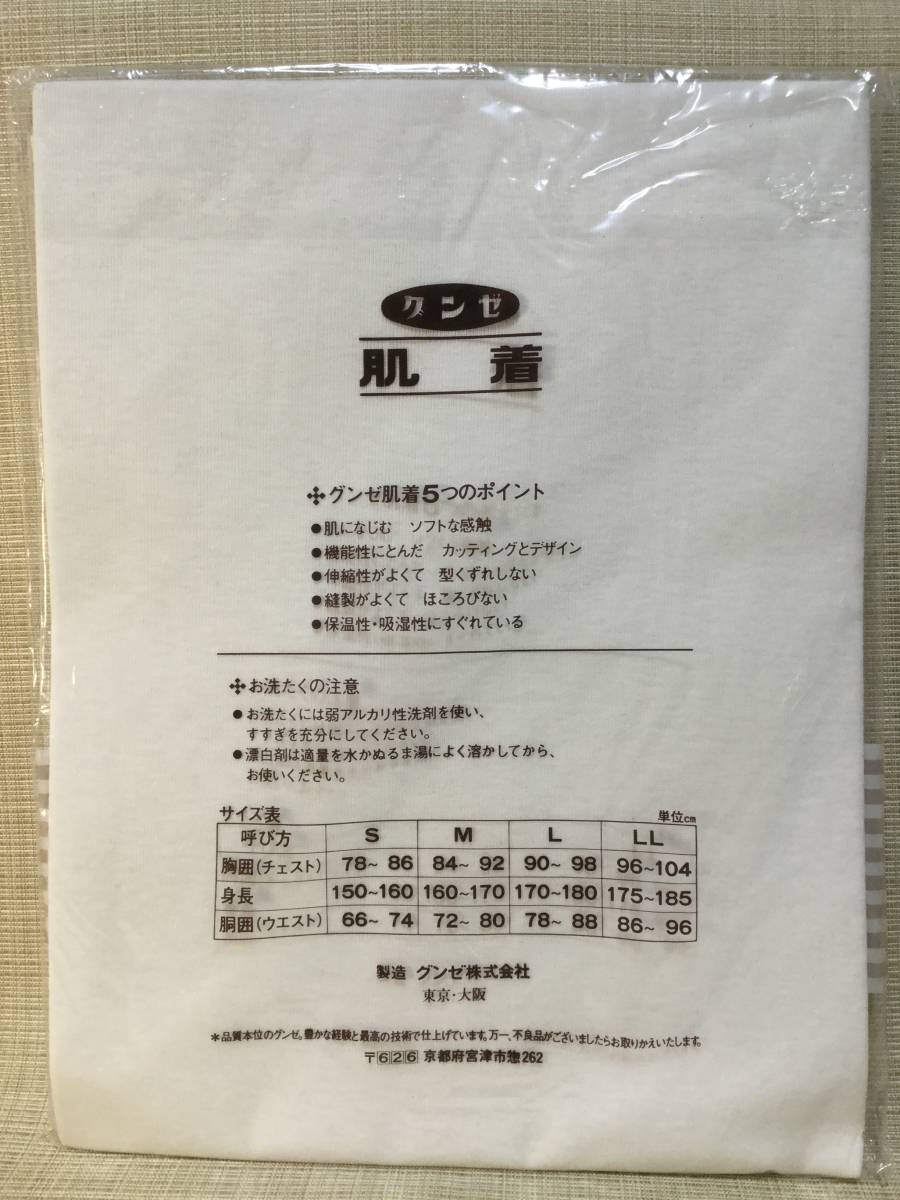 グンゼ
肌着
✣グンゼ肌着5つのポイント
●肌になじむ　ソフトな感触
●機能性にとんだ　カッティングとデザイン
●伸縮性がよくて　型くずれしない
●縫製がよくて　ほころびない
●保温性・吸湿性にすぐれている
✣お洗たくの注意
●お洗たくには弱アルカリ性洗剤を使い、
すすぎを充分にしてください。
●漂白剤は適量を水かぬるま湯によく溶かしてから、
お使いください。
サイズ表　単位cm
呼び方　S　M　L　LL
胸囲(チェスト)　78~86　84~92　90~98　96~104
身長　150~160　160~170　170~180　175~185
胴囲(ウエスト)　66~74　72~80　78~88　86~96
製造 グンゼ株式会社
東京・大阪
*品質本位のグンゼ。豊かな経験と最高の技術で仕上げています。万一、不良品がございましたらお取りかえいたします。
〒626 京都府宮津市惣262